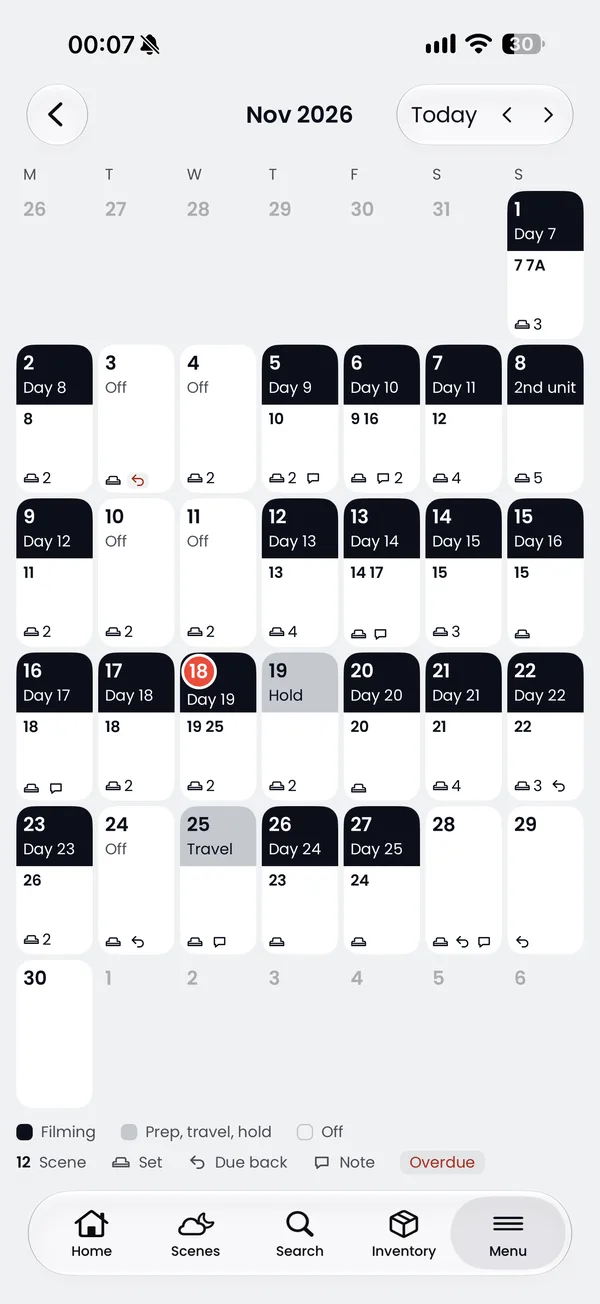 00:07
30
Nov 2026
Today
M T W T F S S
26 27 28 29 30 31 1
Day 7
7 7A
3
2 3 4 5 6 7 8
Day 8 Off Off Day 9 Day 10 Day 11 2nd unit
8 10 9 16 12
2 2 2 2 4 5
9 10 11 12 13 14 15
Day 12 Off Off Day 13 Day 14 Day 15 Day 16
11 13 14 17 15 15
2 2 2 4 3
16 17 18 19 20 21 22
Day 17 Day 18 Day 19 Hold Day 20 Day 21 Day 22
18 18 19 25 20 21 22
2 2 2 4 3
23 24 25 26 27 28 29
Day 23 Off Travel Day 24 Day 25
26 23 24
2
30 1 2 3 4 5 6
Filming Prep, travel, hold Off
12 Scene Set Due back Note Overdue
Home Scenes Search Inventory Menu